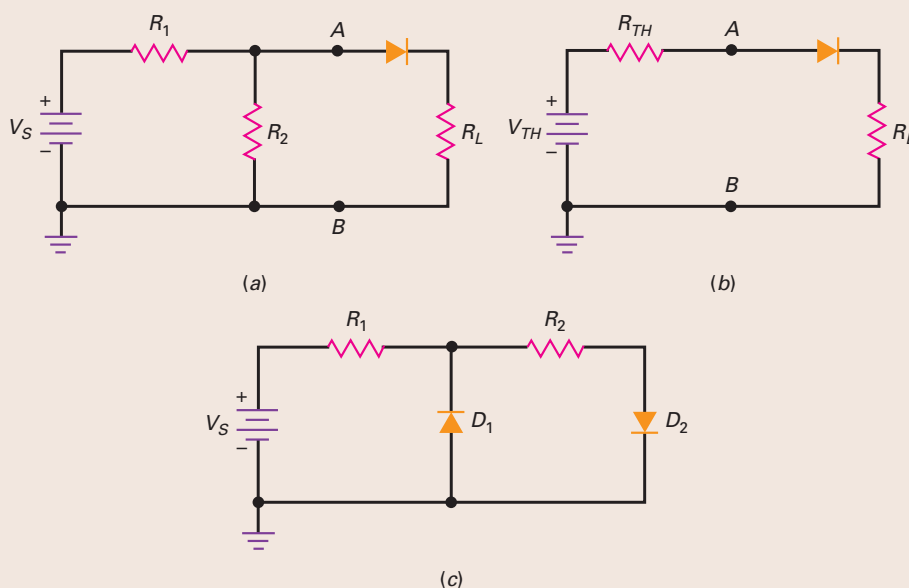 R1 A RTH A
+ VS − R2 RL + VTH −
B B
(a) (b)
R1 R2
+ VS − D1 D2
(c)